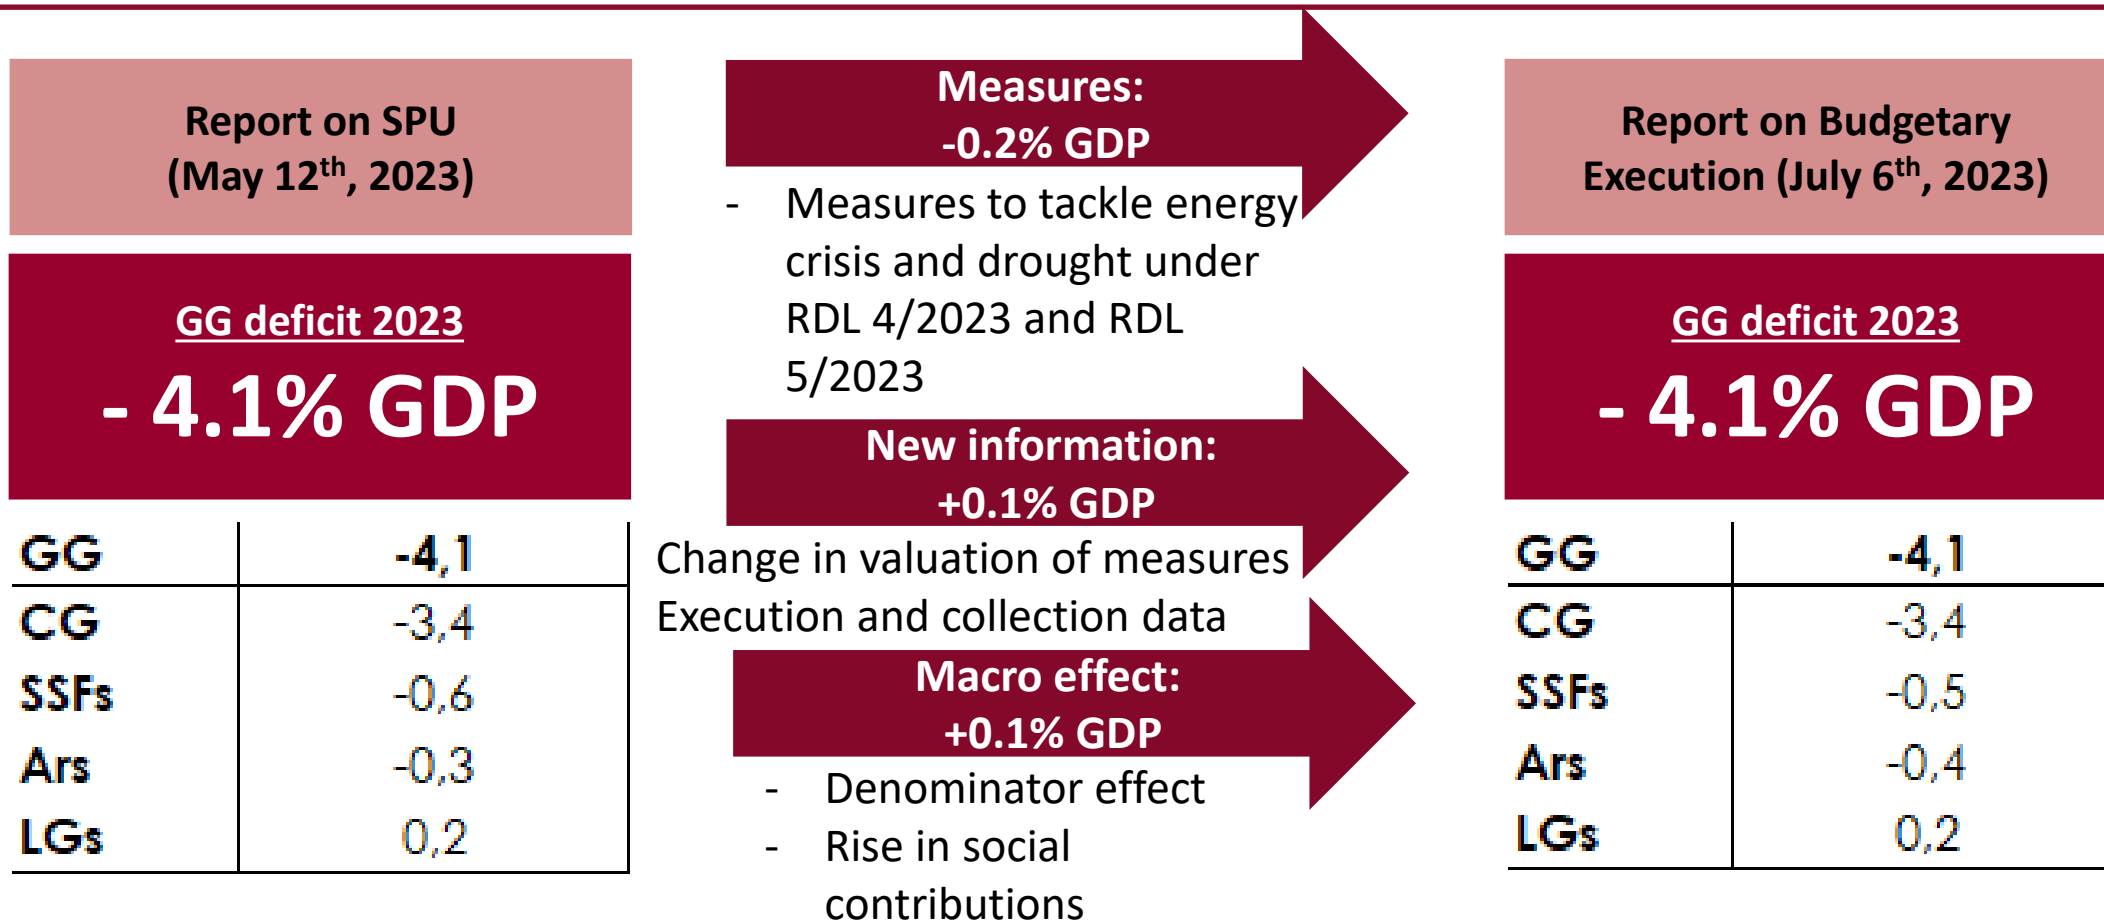 Report on SPU
(May 12th, 2023)
GG deficit 2023
- 4.1% GDP
GG -4,1
CG -3,4
SSFs -0,6
Ars -0,3
LGs 0,2
Measures:
-0.2% GDP
- Measures to tackle energy
crisis and drought under
RDL 4/2023 and RDL
5/2023
New information:
+0.1% GDP
Change in valuation of measures
Execution and collection data
Macro effect:
+0.1% GDP
- Denominator effect
- Rise in social
contributions
Report on Budgetary
Execution (July 6th, 2023)
GG deficit 2023
- 4.1% GDP
GG -4,1
CG -3,4
SSFs -0,5
Ars -0,4
LGs 0,2